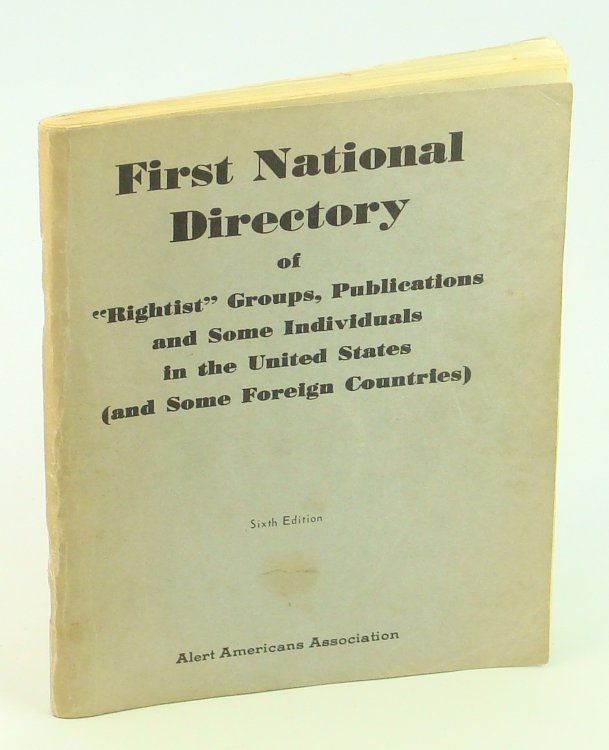 First National
Directory
of
“Rightist” Groups, Publications
and Some Individuals
in the United States
(and Some Foreign Countries)
Sixth Edition
Alert Americans Association